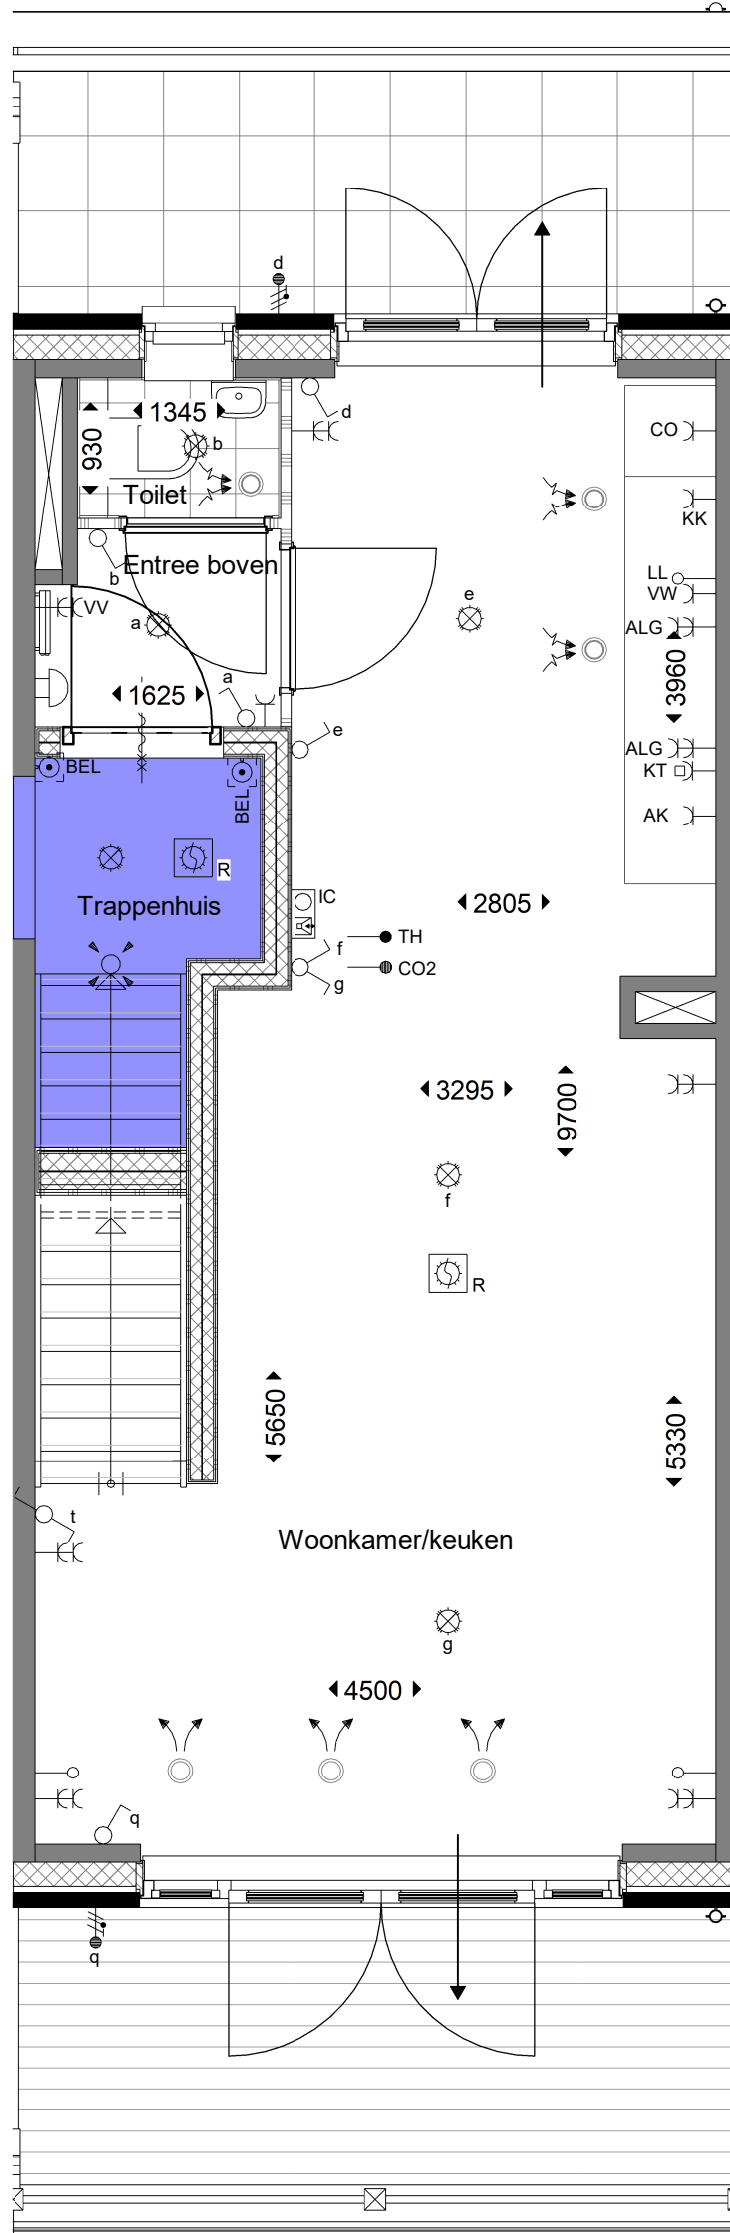 d
d
1345
930
b
Toilet
CO
KK
b
Entree boven
LL
VW
VV
a
e
ALG
3960
a
1625
e
ALG
BEL
KT
BEL
AK
R
Trappenhuis
IC
2805
f
TH
g
CO2
3295
9700
f
R
5650
5330
t
Woonkamer/keuken
g
4500
q
q